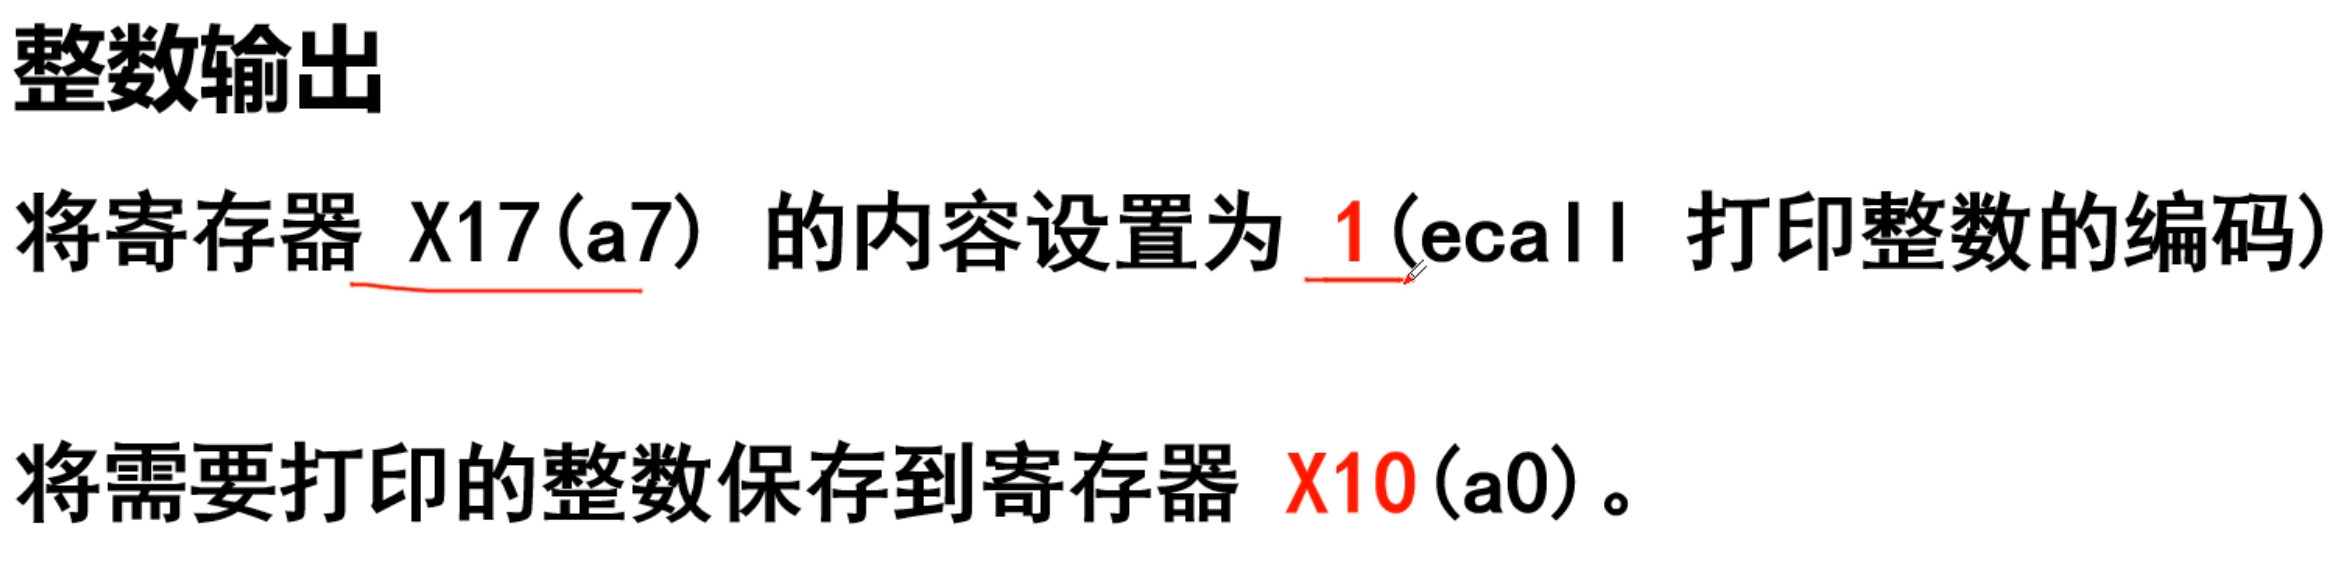 整数输出
将寄存器 X17(a7) 的内容设置为 1(ecall 打印整数的编码)
将需要打印的整数保存到寄存器 X10(a0)。